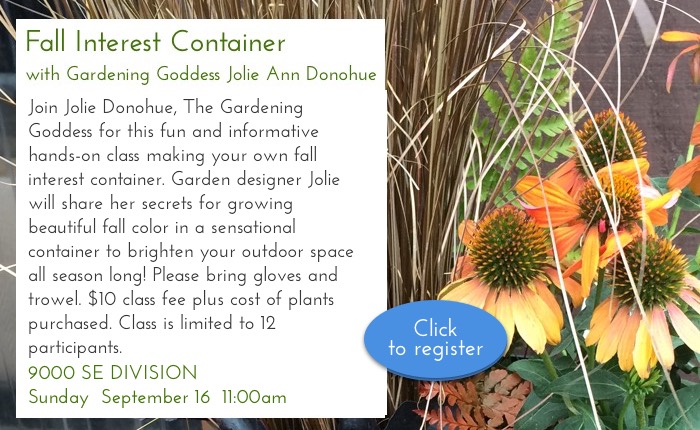 Fall Interest Container
with Gardening Goddess Jolie Ann Donohue
Join Jolie Donohue, The Gardening
Goddess for this fun and informative
hands-on class making your own fall
interest container. Garden designer Jolie
will share her secrets for growing
beautiful fall color in a sensational
container to brighten your outdoor space
all season long! Please bring gloves and
trowel. $10 class fee plus cost of plants
purchased. Class is limited to 12
participants.
9000 SE DIVISION
Sunday  September 16  11:00am
Click
to register